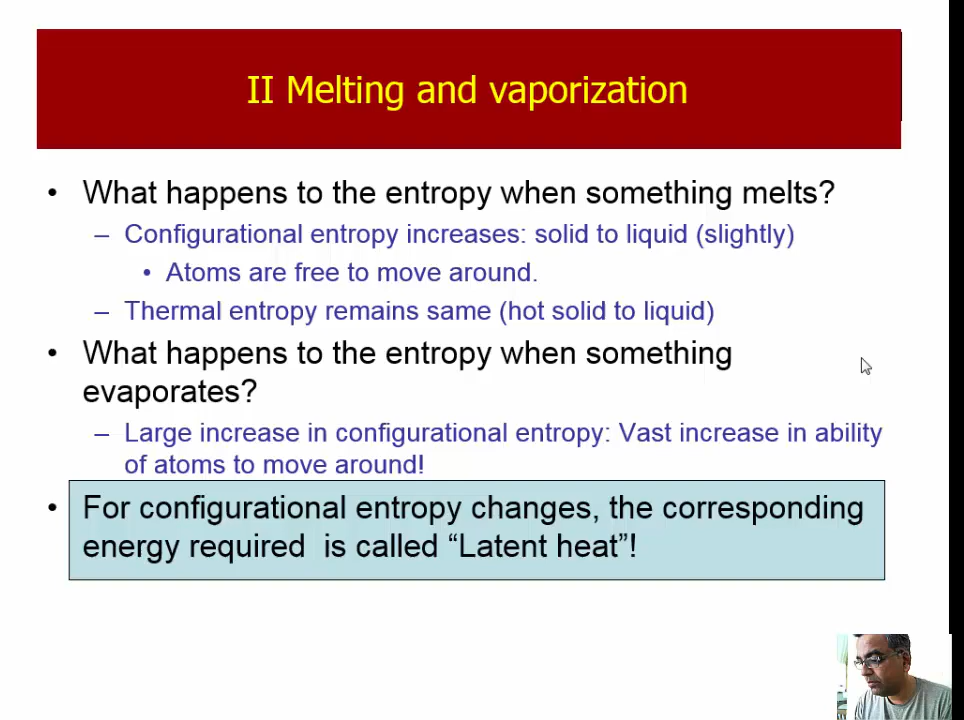 II Melting and vaporization
• What happens to the entropy when something melts?
– Configurational entropy increases: solid to liquid (slightly)
• Atoms are free to move around.
– Thermal entropy remains same (hot solid to liquid)
• What happens to the entropy when something
evaporates?
– Large increase in configurational entropy: Vast increase in ability
of atoms to move around!
• For configurational entropy changes, the corresponding
energy required is called “Latent heat”!